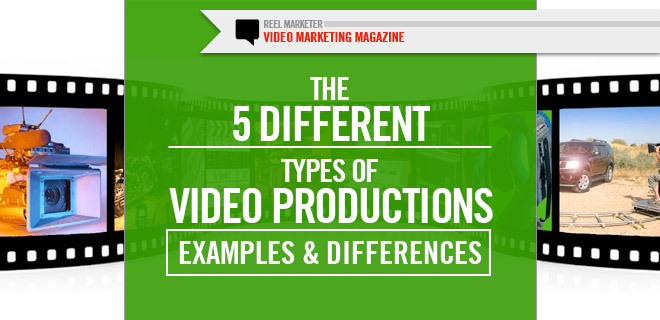 REEL MARKETER
VIDEO MARKETING MAGAZINE
THE
5 DIFFERENT
TYPES OF
VIDEO PRODUCTIONS
EXAMPLES & DIFFERENCES